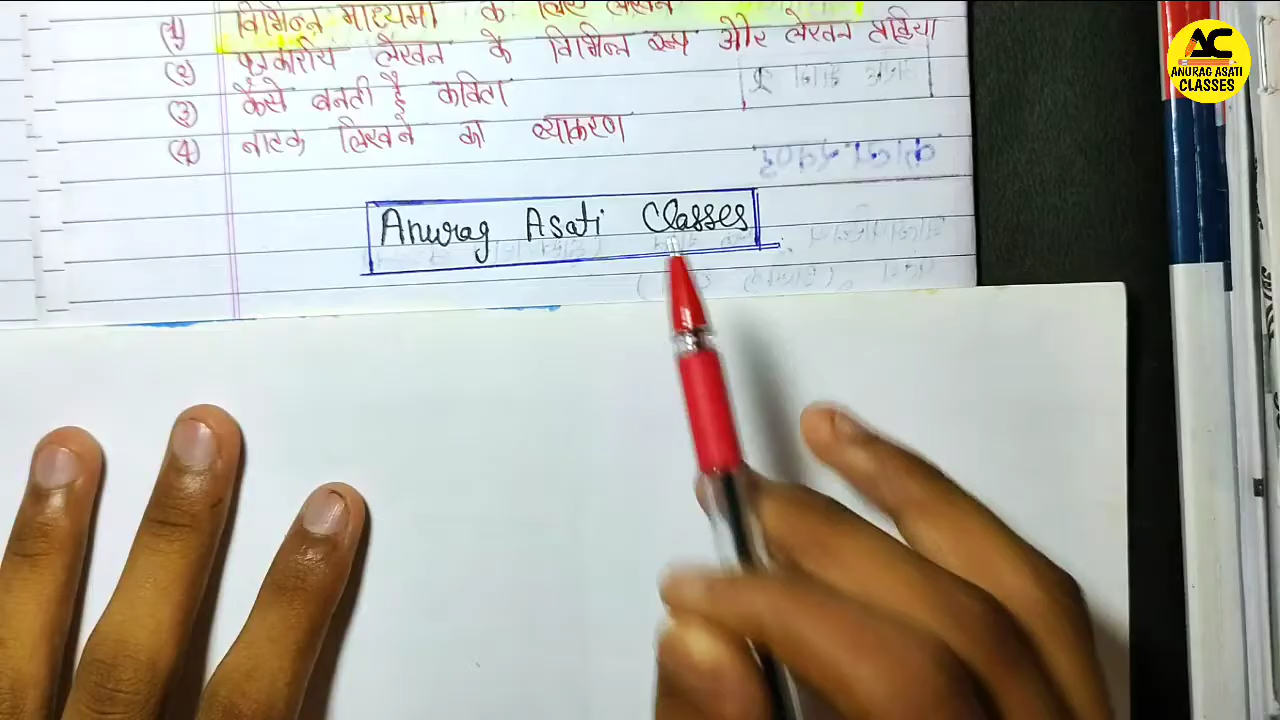 (1) विभिन्न माध्यमों के लिए लेखन
(2) पत्रकारीय लेखन के विभिन्न रूप और लेखन प्रक्रिया
(3) कैसे बनती है कविता
(4) नाटक लिखने का व्याकरण
Anurag Asati Classes
AC
ANURAG ASATI
CLASSES